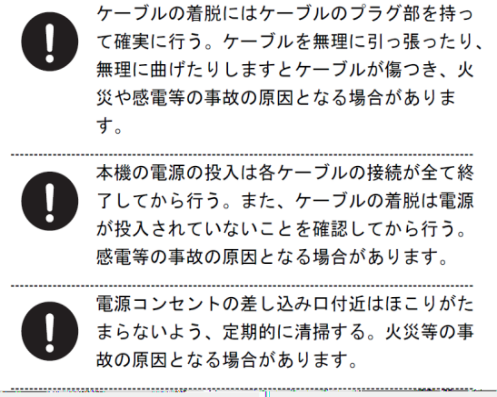 ケーブルの着脱にはケーブルのプラグ部を持っ
て確実に行う。ケーブルを無理に引っ張ったり、
無理に曲げたりしますとケーブルが傷つき、火
災や感電等の事故の原因となる場合がありま
す。
本機の電源の投入は各ケーブルの接続が全て終
了してから行う。また、ケーブルの着脱は電源
が投入されていないことを確認してから行う。
感電等の事故の原因となる場合があります。
電源コンセントの差し込み口付近はほこりがた
まらないよう、定期的に清掃する。火災等の事
故の原因となる場合があります。